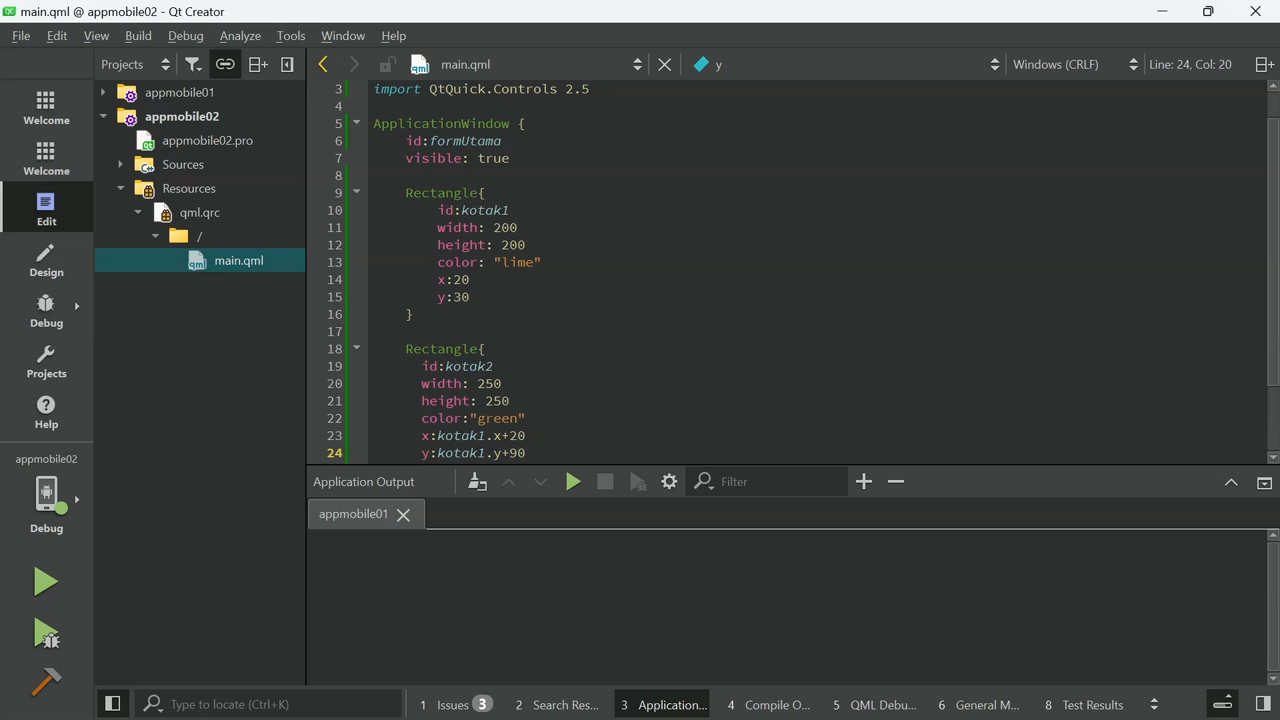 main.qml @ appmobile02 - Qt Creator
File Edit View Build Debug Analyze Tools Window Help
Projects
main.qml
y
Windows (CRLF)
Line: 24, Col: 20
Welcome
Welcome
Edit
Design
Debug
Projects
Help
appmobile02
Debug
appmobile01
appmobile02
appmobile02.pro
Sources
Resources
qml.qrc
/
main.qml
3 import QtQuick.Controls 2.5
4
5 ApplicationWindow {
6 id:formUtama
7 visible: true
8
9 Rectangle{
10 id:kotak1
11 width: 200
12 height: 200
13 color: "lime"
14 x:20
15 y:30
16 }
17
18 Rectangle{
19 id:kotak2
20 width: 250
21 height: 250
22 color:"green"
23 x:kotak1.x+20
24 y:kotak1.y+90
Application Output
Filter
appmobile01
Type to locate (Ctrl+K)
1 Issues 3
2 Search Res...
3 Application...
4 Compile O...
5 QML Debu...
6 General M...
8 Test Results